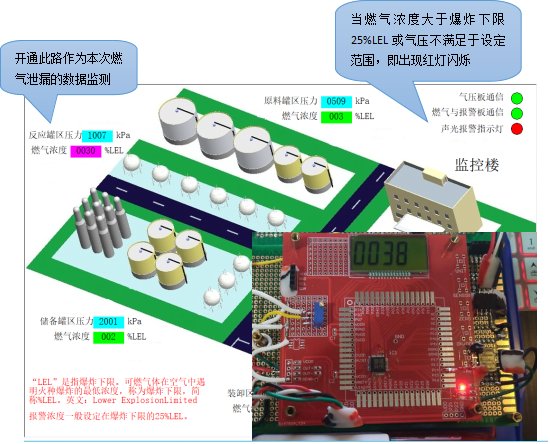 当燃气浓度大于爆炸下限
25%LEL 或气压不满足于设定
范围，即出现红灯闪烁
开通此路作为本次燃
气泄漏的数据监测
气压板通信
燃气与报警板通信
声光报警指示灯
原料罐区压力 0509 kPa
燃气浓度 003 %LEL
反应罐区压力 1007 kPa
燃气浓度 0030 %LEL
监控楼
0038
储备罐区压力 2001 kPa
燃气浓度 002 %LEL
装卸区
燃气
“LEL”是指爆炸下限。可燃气体在空气中遇
明火种爆炸的最低浓度，称为爆炸下限，简
称%LEL。英文：Lower ExplosionLimited
报警浓度一般设定在爆炸下限的25%LEL。